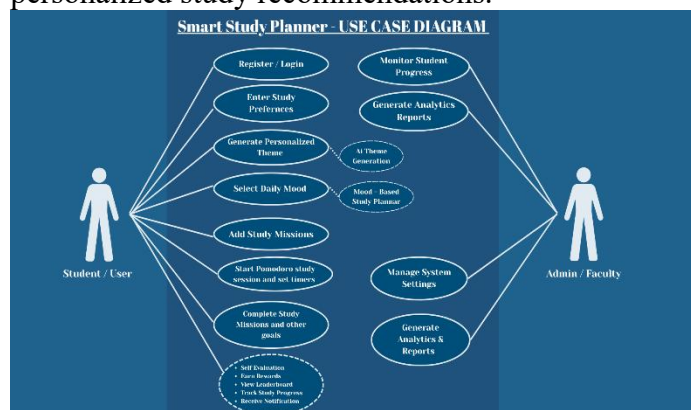 personalized study recommendations.
Smart Study Planner - USE CASE DIAGRAM
Register / Login
Enter Study
Prefernces
Generate Personalized
Theme
Ai Theme
Generation
Select Daily Mood
Mood - Based
Study Plannar
Add Study Missions
Start Pomodoro study
session and set timers
Complete Study
Missions and other
goals
• Self Evaluation
• Earn Rewards
• View Leaderboard
• Track Study Progress
• Receive Notification
Student / User
Monitor Student
Progress
Generate Analytics
Reports
Manage System
Settings
Generate
Analytics &
Reports
Admin / Faculty